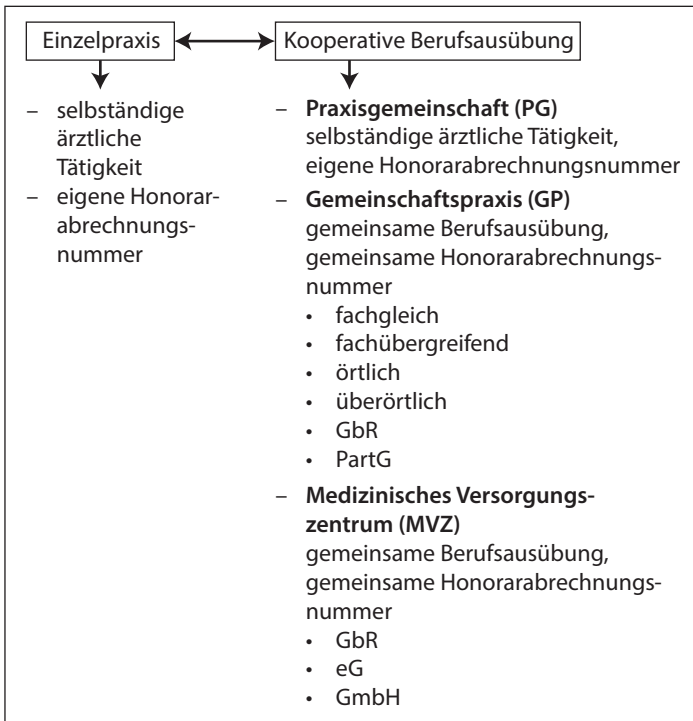 Einzelpraxis
Kooperative Berufsausübung
– selbständige
ärztliche
Tätigkeit
– eigene Honorar-
abrechnungs-
nummer
– Praxisgemeinschaft (PG)
selbständige ärztliche Tätigkeit,
eigene Honorarabrechnungsnummer
– Gemeinschaftspraxis (GP)
gemeinsame Berufsausübung,
gemeinsame Honorarabrechnungs-
nummer
• fachgleich
• fachübergreifend
• örtlich
• überörtlich
• GbR
• PartG
– Medizinisches Versorgungs-
zentrum (MVZ)
gemeinsame Berufsausübung,
gemeinsame Honorarabrechnungs-
nummer
• GbR
• eG
• GmbH